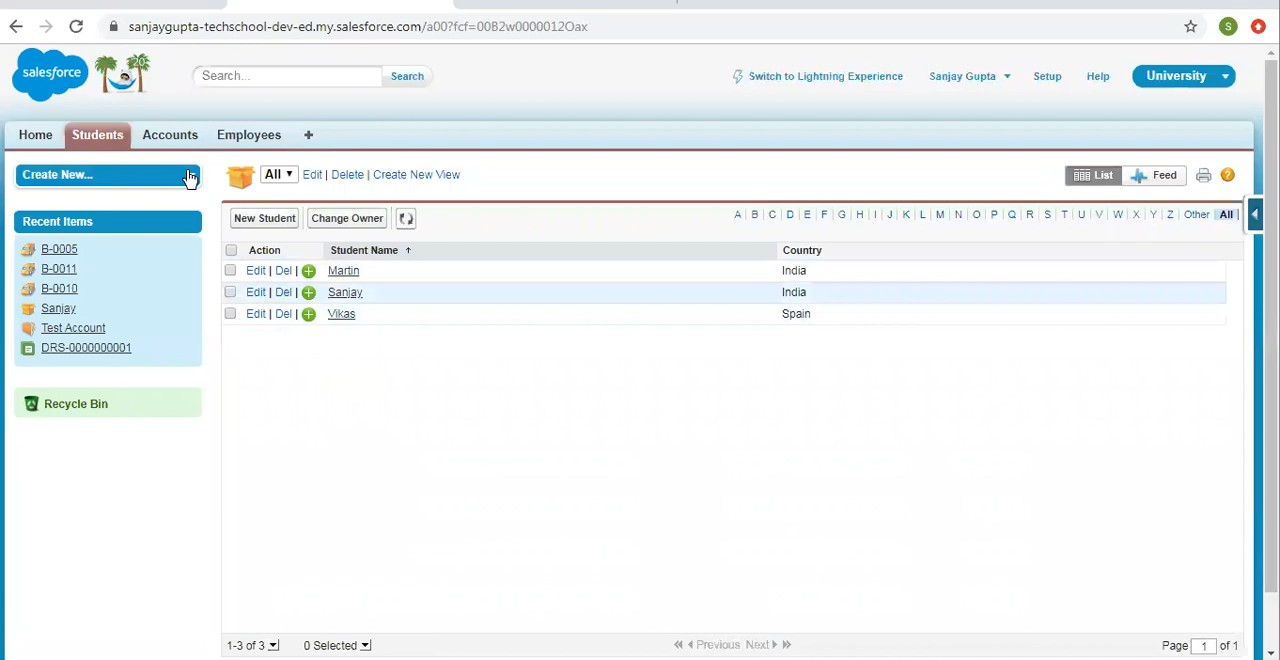 sanjaygupta-techschool-dev-ed.my.salesforce.com/a00?fcf=00B2w0000012Oax
S
salesforce
Search...
Search
Switch to Lightning Experience
Sanjay Gupta
Setup
Help
University
Home
Students
Accounts
Employees
+
Create New...
All
Edit | Delete | Create New View
List
Feed
?
Recent Items
New Student
Change Owner
A | B | C | D | E | F | G | H | I | J | K | L | M | N | O | P | Q | R | S | T | U | V | W | X | Y | Z | Other | All
B-0005
B-0011
B-0010
Sanjay
Test Account
DRS-0000000001
Recycle Bin
Action Student Name Country
Edit | Del | Martin India
Edit | Del | Sanjay India
Edit | Del | Vikas Spain
1-3 of 3
0 Selected
Previous Next
Page 1 of 1